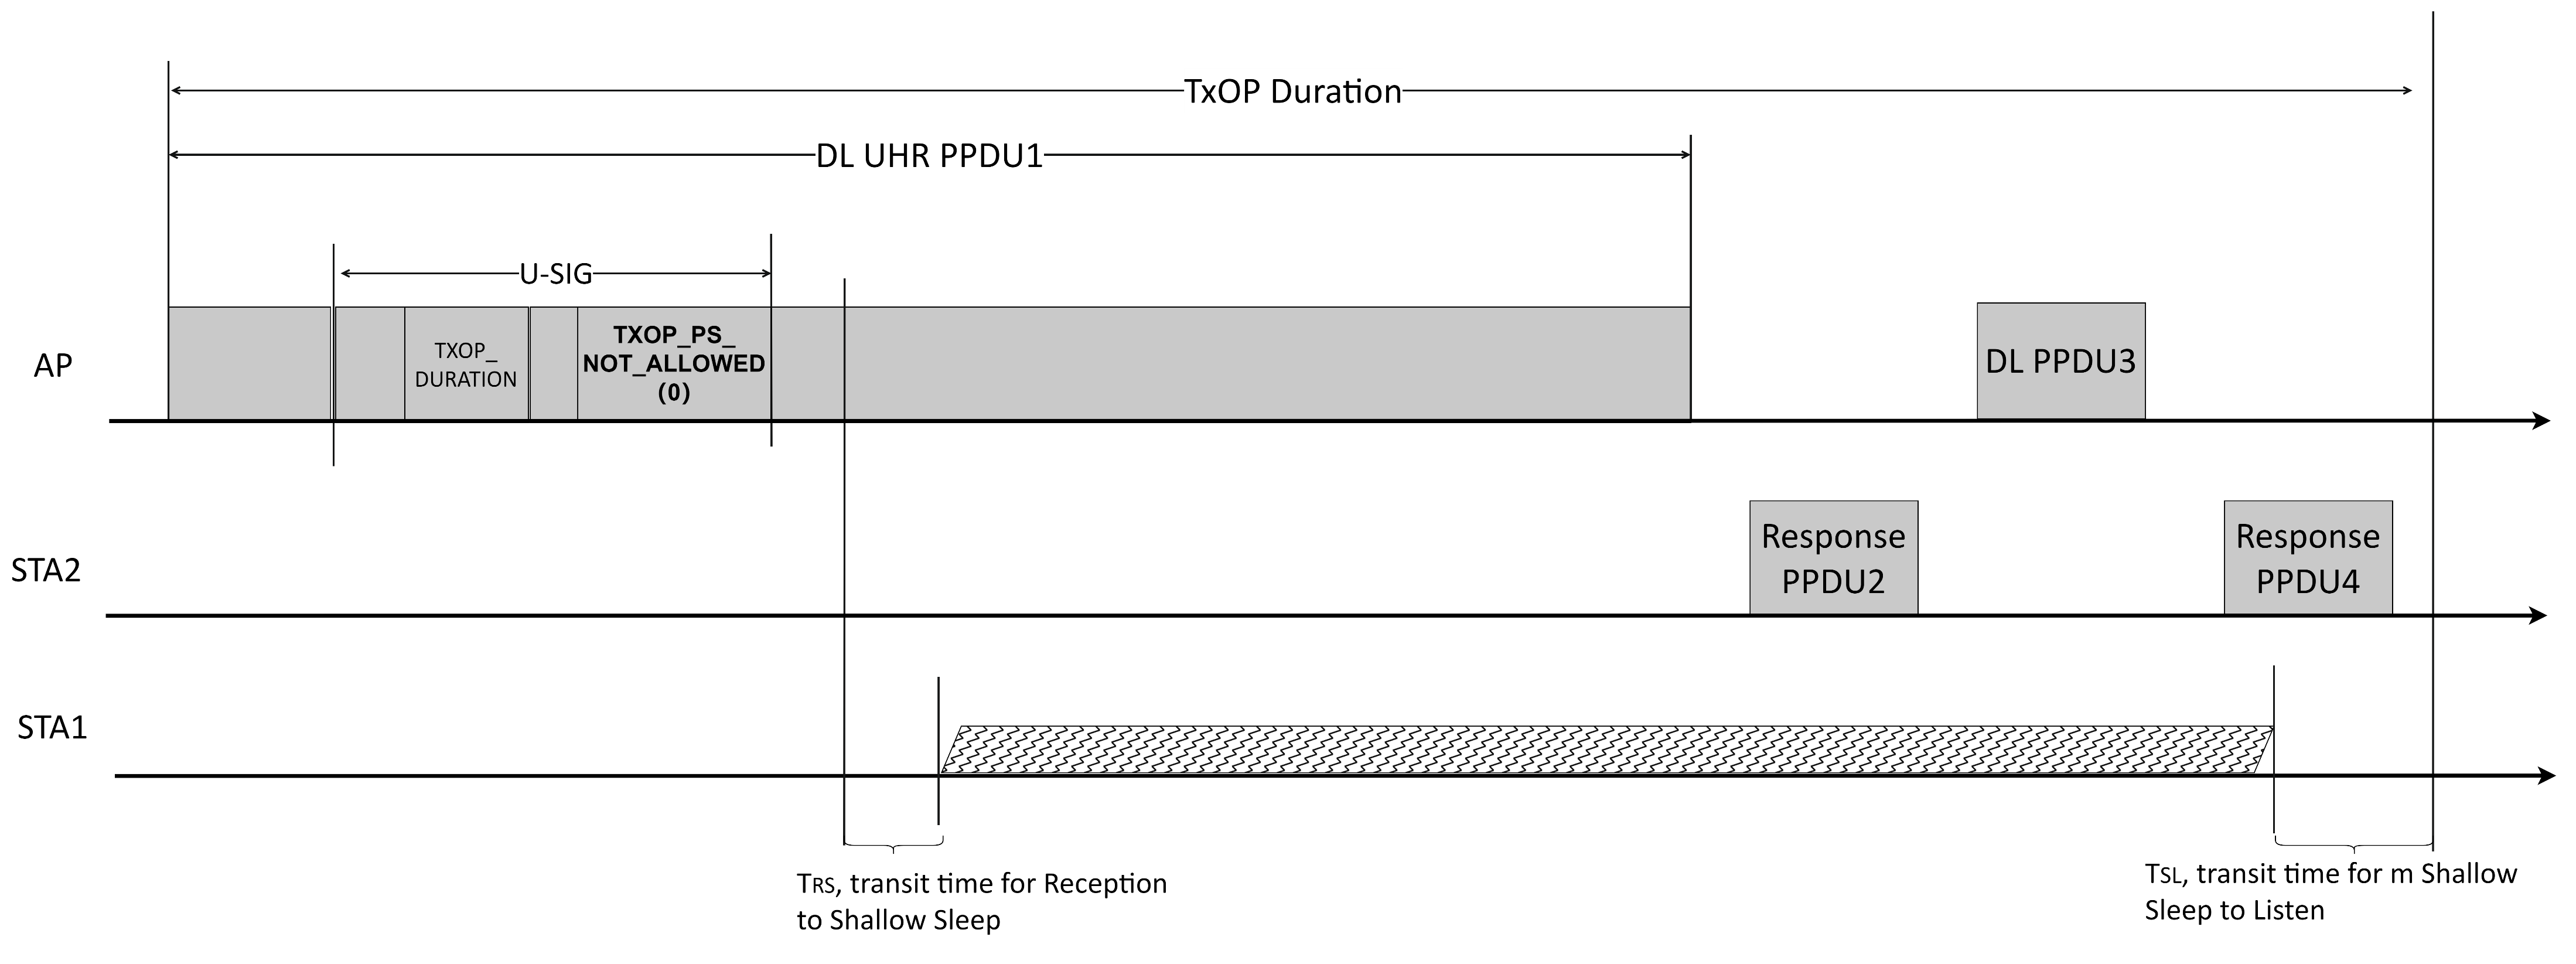 TxOP Duration
DL UHR PPDU1
U-SIG
AP
TXOP_
DURATION
TXOP_PS_
NOT_ALLOWED
(0)
DL PPDU3
STA2
Response
PPDU2
Response
PPDU4
STA1
TRS, transit time for Reception
to Shallow Sleep
TSL, transit time for m Shallow
Sleep to Listen